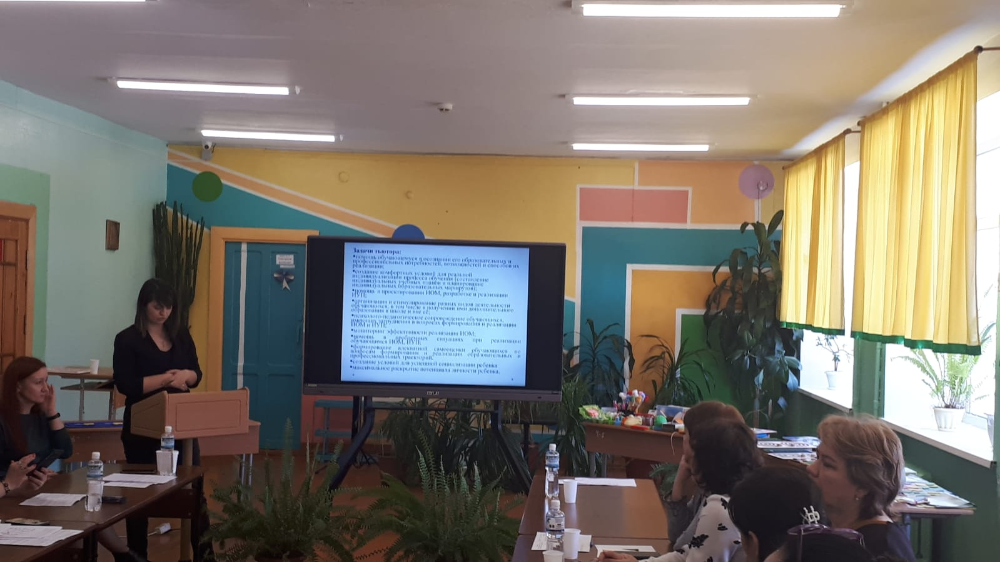 Задачи тьютора:
•помощь обучающемуся в осознании его образовательных и
профессиональных потребностей, возможностей и способов их
реализации;
•создание комфортных условий для реальной
индивидуализации процесса обучения (составление
индивидуальных учебных планов и планирование
индивидуальных образовательных маршрутов);
•помощь в проектировании ИОМ, разработке и реализации
ИУП;
•организация и стимулирование разных видов деятельности
обучающихся, в том числе в получении ими дополнительного
образования в школе и вне её;
•психолого-педагогическое сопровождение обучающихся,
имеющих затруднения в вопросах формирования и реализации
ИОМ и ИУП;
•мониторинг эффективности реализации ИОМ;
•помощь в проблемных ситуациях при реализации
обучающимся ИОМ, ИУП;
•формирование адекватной самооценки обучающихся по
вопросам формирования и реализации образовательных и
профессиональных траекторий,
•создание условий для успешной социализации ребенка
•максимальное раскрытие потенциала личности ребенка.